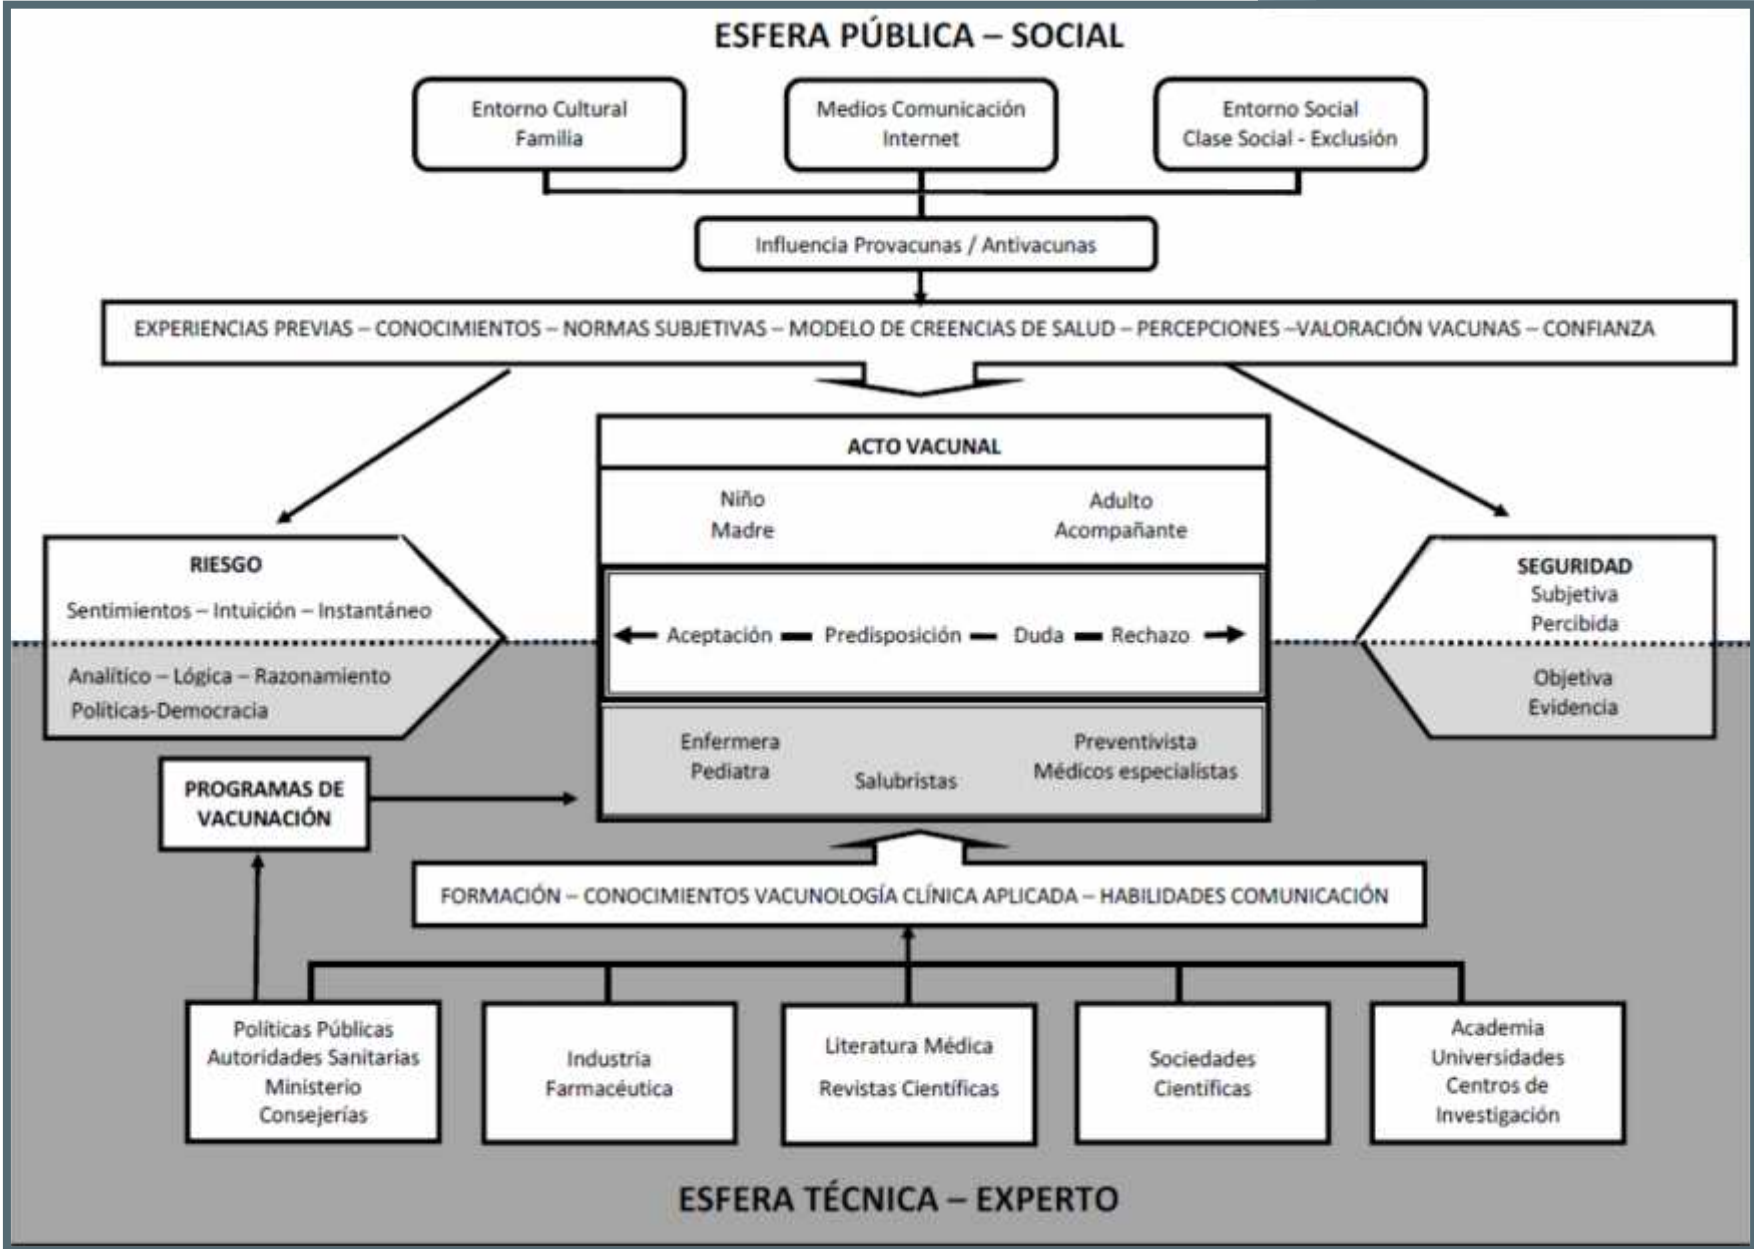 ESFERA PÚBLICA – SOCIAL
Entorno Cultural
Familia
Medios Comunicación
Internet
Entorno Social
Clase Social - Exclusión
Influencia Provacunas / Antivacunas
EXPERIENCIAS PREVIAS – CONOCIMIENTOS – NORMAS SUBJETIVAS – MODELO DE CREENCIAS DE SALUD – PERCEPCIONES –VALORACIÓN VACUNAS – CONFIANZA
ACTO VACUNAL
Niño
Madre
Adulto
Acompañante
RIESGO
Sentimientos – Intuición – Instantáneo
Analítico – Lógica – Razonamiento
Políticas-Democracia
Aceptación
Predisposición
Duda
Rechazo
SEGURIDAD
Subjetiva
Percibida
Objetiva
Evidencia
Enfermera
Pediatra
Salubristas
Preventivista
Médicos especialistas
PROGRAMAS DE
VACUNACIÓN
FORMACIÓN – CONOCIMIENTOS VACUNOLOGÍA CLÍNICA APLICADA – HABILIDADES COMUNICACIÓN
Políticas Públicas
Autoridades Sanitarias
Ministerio
Consejerías
Industria
Farmacéutica
Literatura Médica
Revistas Científicas
Sociedades
Científicas
Academia
Universidades
Centros de
Investigación
ESFERA TÉCNICA – EXPERTO